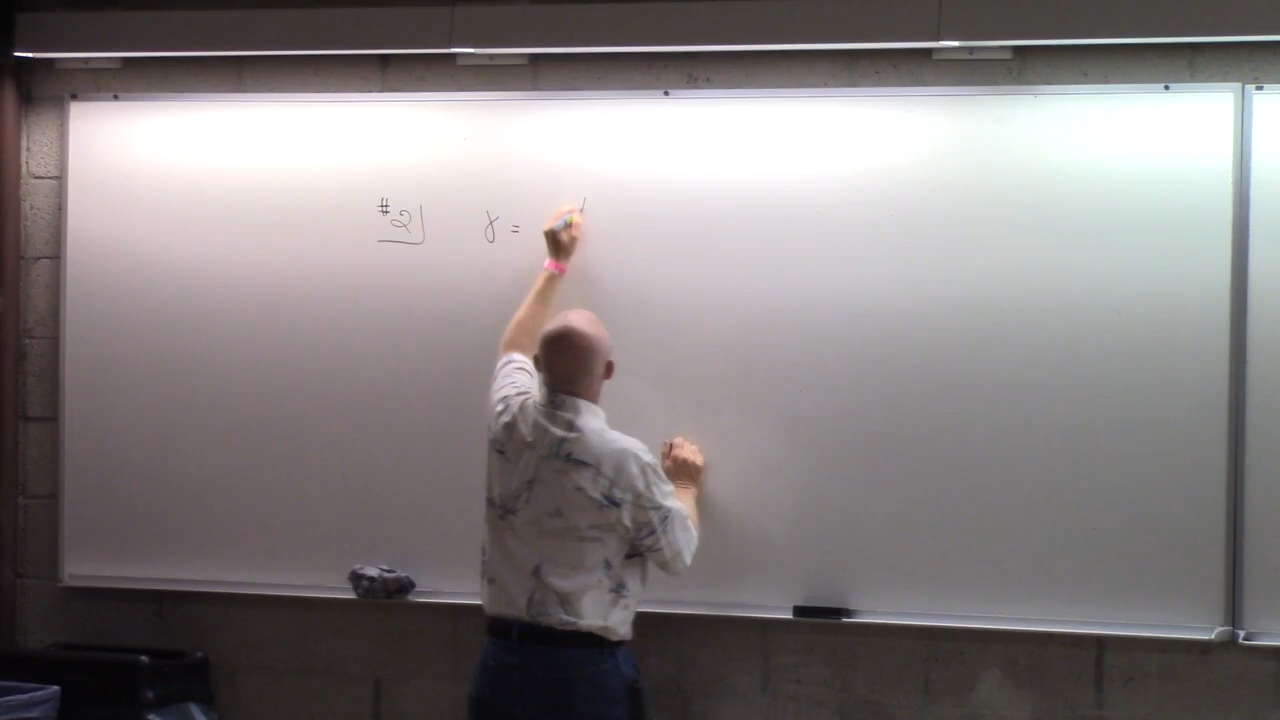 #2 γ =